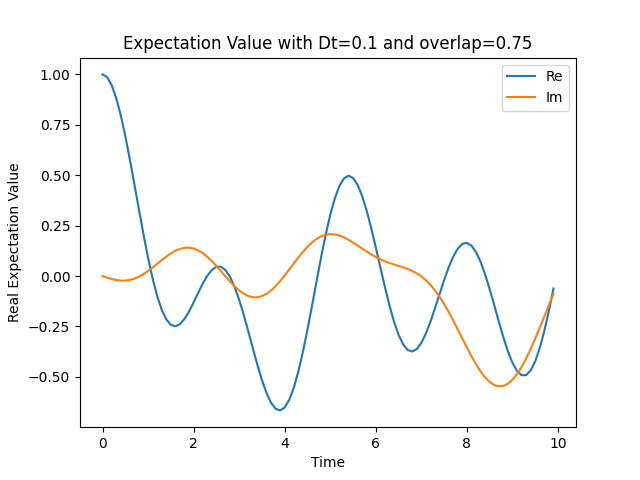 Expectation Value with Dt=0.1 and overlap=0.75
Re
Im
Real Expectation Value
1.00
0.75
0.50
0.25
0.00
−0.25
−0.50
0 2 4 6 8 10
Time